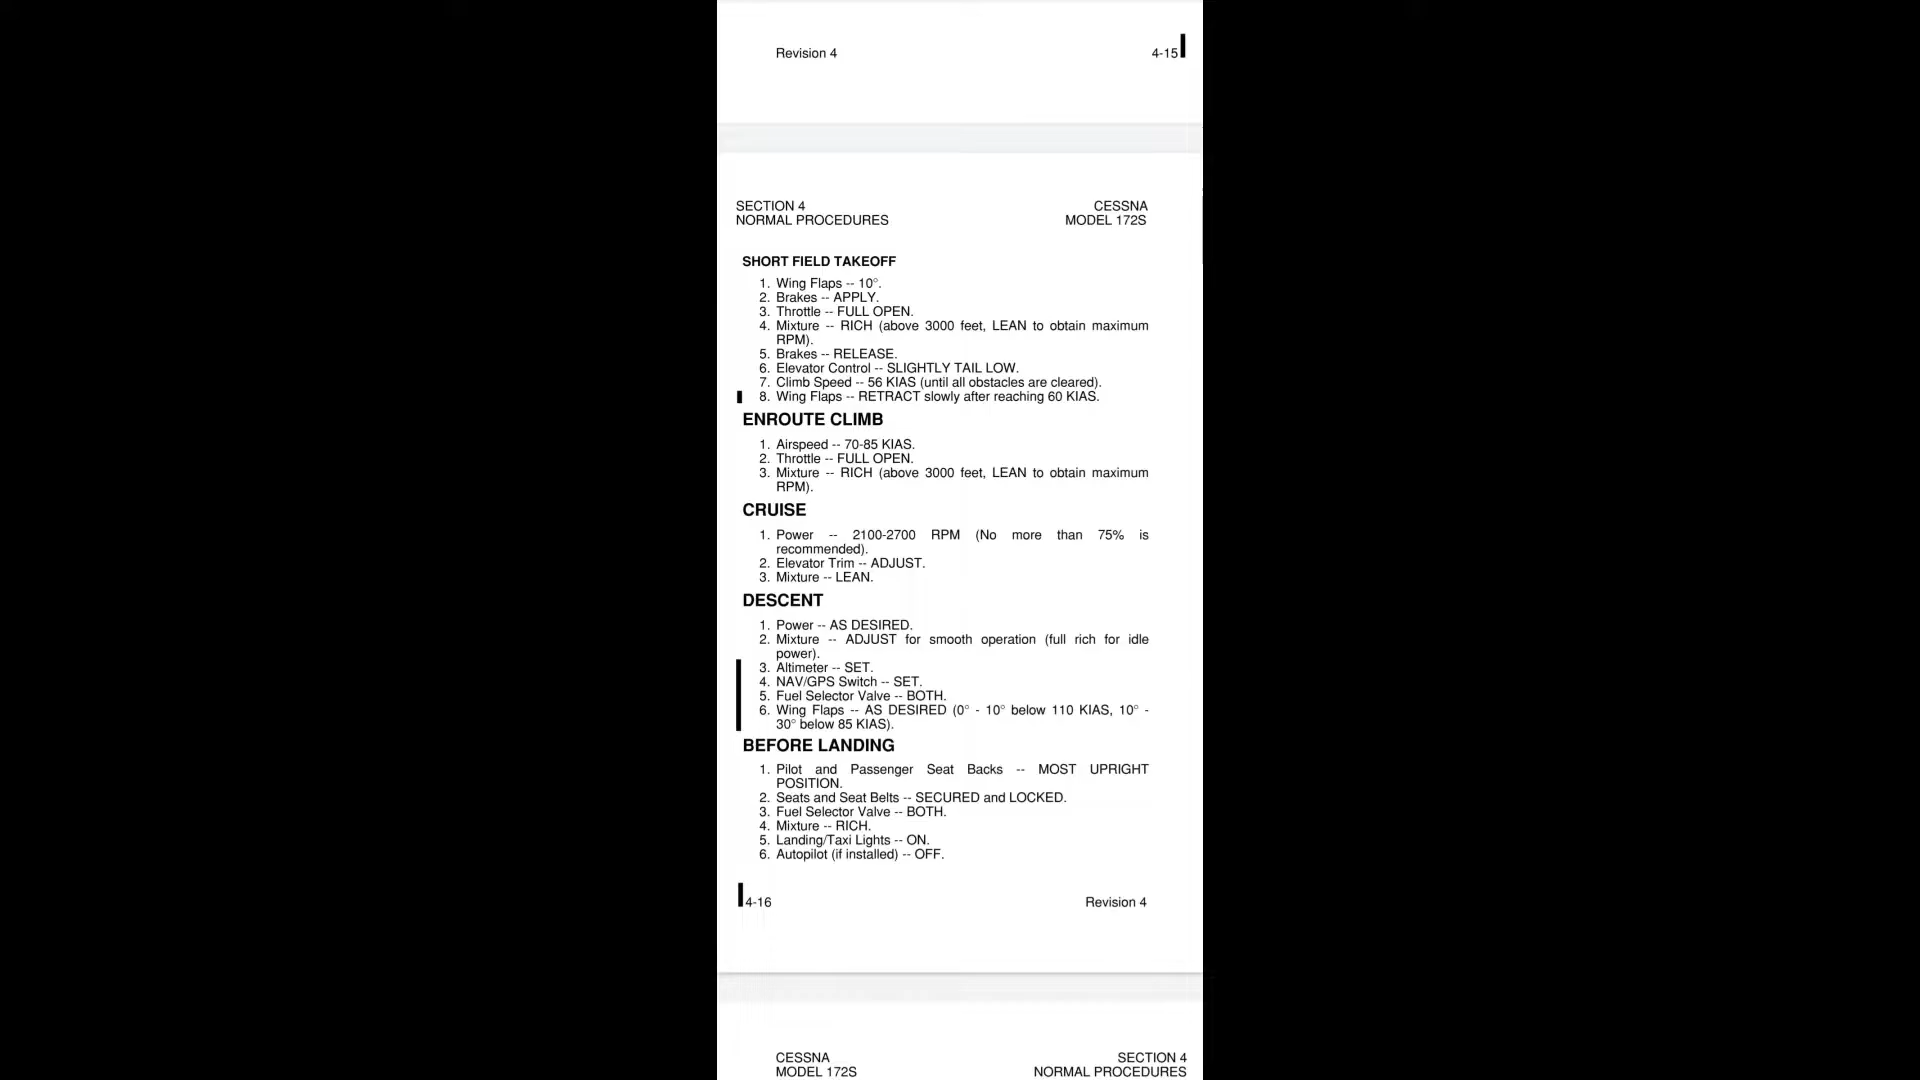 Revision 4 4-15
SECTION 4 CESSNA
NORMAL PROCEDURES MODEL 172S
SHORT FIELD TAKEOFF
1. Wing Flaps -- 10°.
2. Brakes -- APPLY.
3. Throttle -- FULL OPEN.
4. Mixture -- RICH (above 3000 feet, LEAN to obtain maximum
RPM).
5. Brakes -- RELEASE.
6. Elevator Control -- SLIGHTLY TAIL LOW.
7. Climb Speed -- 56 KIAS (until all obstacles are cleared).
8. Wing Flaps -- RETRACT slowly after reaching 60 KIAS.
ENROUTE CLIMB
1. Airspeed -- 70-85 KIAS.
2. Throttle -- FULL OPEN.
3. Mixture -- RICH (above 3000 feet, LEAN to obtain maximum
RPM).
CRUISE
1. Power -- 2100-2700 RPM (No more than 75% is
recommended).
2. Elevator Trim -- ADJUST.
3. Mixture -- LEAN.
DESCENT
1. Power -- AS DESIRED.
2. Mixture -- ADJUST for smooth operation (full rich for idle
power).
3. Altimeter -- SET.
4. NAV/GPS Switch -- SET.
5. Fuel Selector Valve -- BOTH.
6. Wing Flaps -- AS DESIRED (0° - 10° below 110 KIAS, 10° -
30° below 85 KIAS).
BEFORE LANDING
1. Pilot and Passenger Seat Backs -- MOST UPRIGHT
POSITION.
2. Seats and Seat Belts -- SECURED and LOCKED.
3. Fuel Selector Valve -- BOTH.
4. Mixture -- RICH.
5. Landing/Taxi Lights -- ON.
6. Autopilot (if installed) -- OFF.
4-16 Revision 4
CESSNA SECTION 4
MODEL 172S NORMAL PROCEDURES